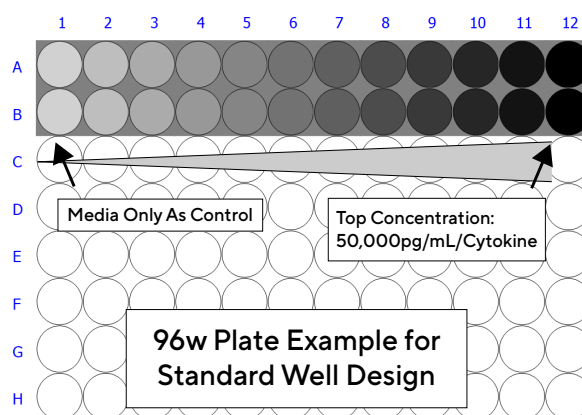 1 2 3 4 5 6 7 8 9 10 11 12
A
B
C
D
Media Only As Control
Top Concentration:
50,000pg/mL/Cytokine
E
F
96w Plate Example for
Standard Well Design
G
H